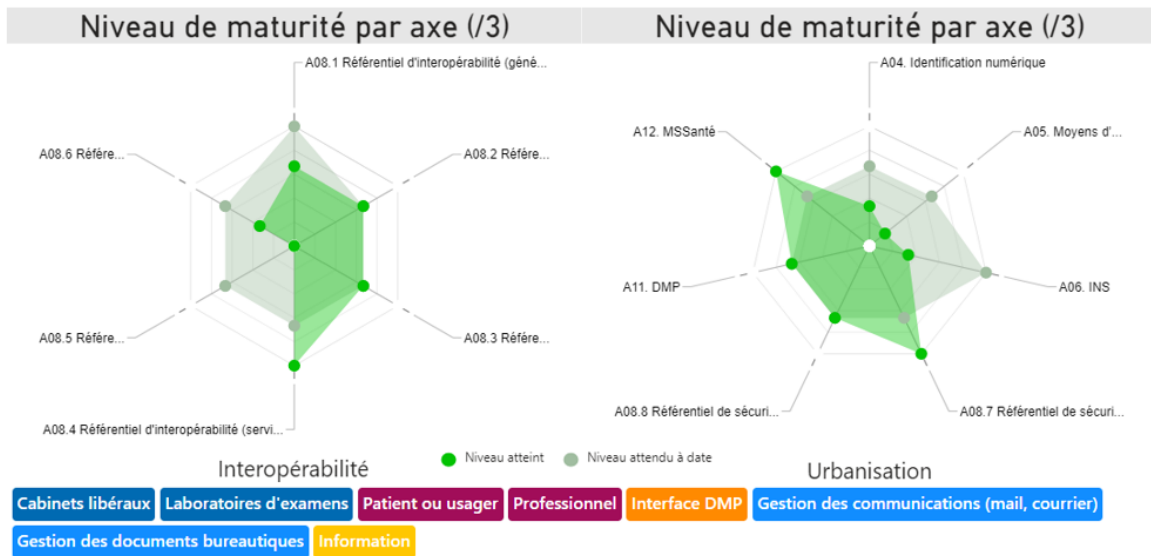 Niveau de maturité par axe (/3)
Niveau de maturité par axe (/3)
A08.1 Référentiel d'interopérabilité (géné...
A08.6 Référe...
A08.2 Référe...
A08.5 Référe...
A08.3 Référe...
A08.4 Référentiel d'interopérabilité (servi...
A04. Identification numérique
A12. MSSanté
A05. Moyens d'...
A11. DMP
A06. INS
A08.8 Référentiel de sécuri...
A08.7 Référentiel de sécuri...
Niveau atteint
Niveau attendu à date
Interopérabilité
Urbanisation
Cabinets libéraux
Laboratoires d'examens
Patient ou usager
Professionnel
Interface DMP
Gestion des communications (mail, courrier)
Gestion des documents bureautiques
Information